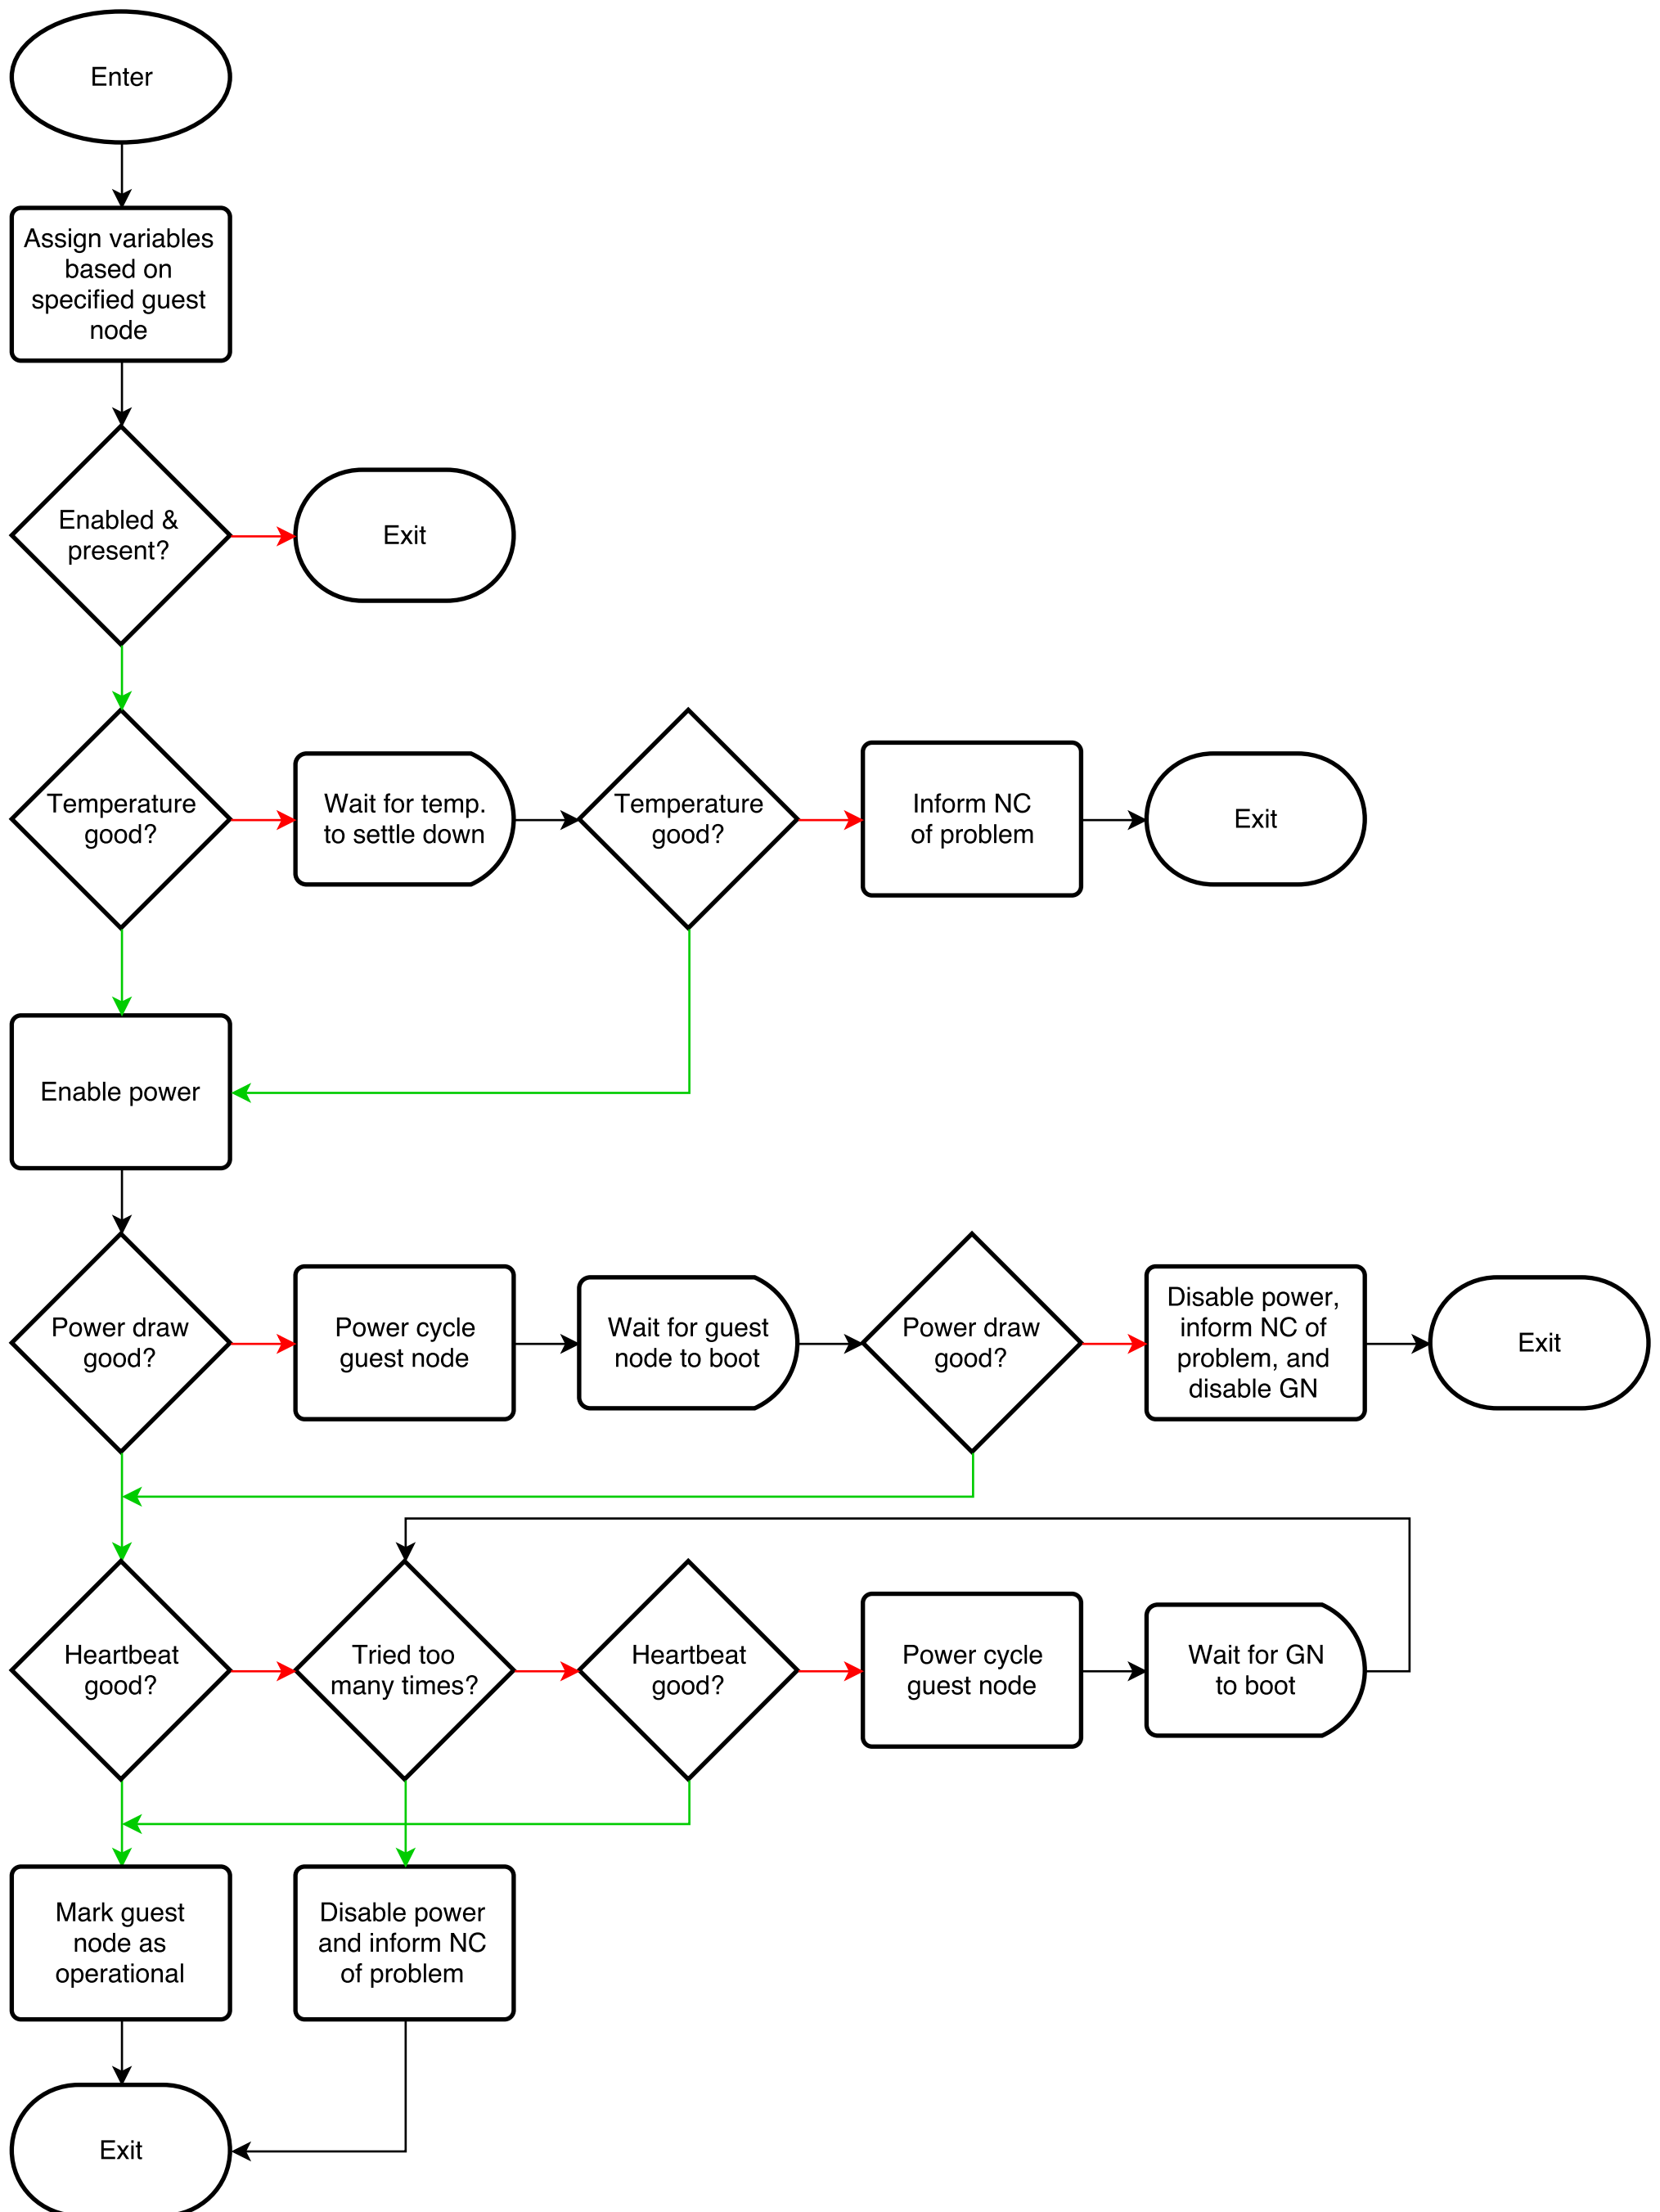 Enter
Assign variables
based on
specified guest
node
Enabled &
present?
Exit
Temperature
good?
Wait for temp.
to settle down
Temperature
good?
Inform NC
of problem
Exit
Enable power
Power draw
good?
Power cycle
guest node
Wait for guest
node to boot
Power draw
good?
Disable power,
inform NC of
problem, and
disable GN
Exit
Heartbeat
good?
Tried too
many times?
Heartbeat
good?
Power cycle
guest node
Wait for GN
to boot
Mark guest
node as
operational
Disable power
and inform NC
of problem
Exit